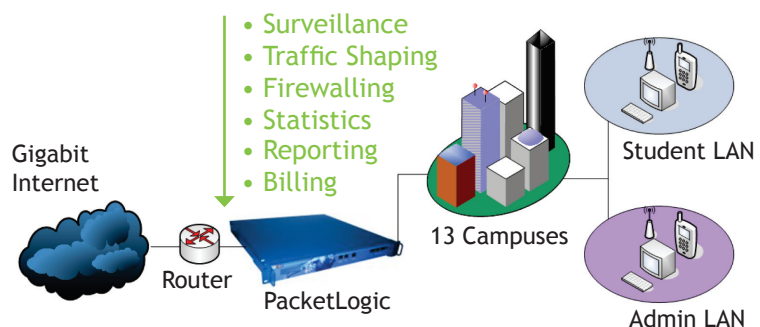 • Surveillance
• Traffic Shaping
• Firewalling
• Statistics
• Reporting
• Billing
Gigabit
Internet
Router
PacketLogic
13 Campuses
Student LAN
Admin LAN